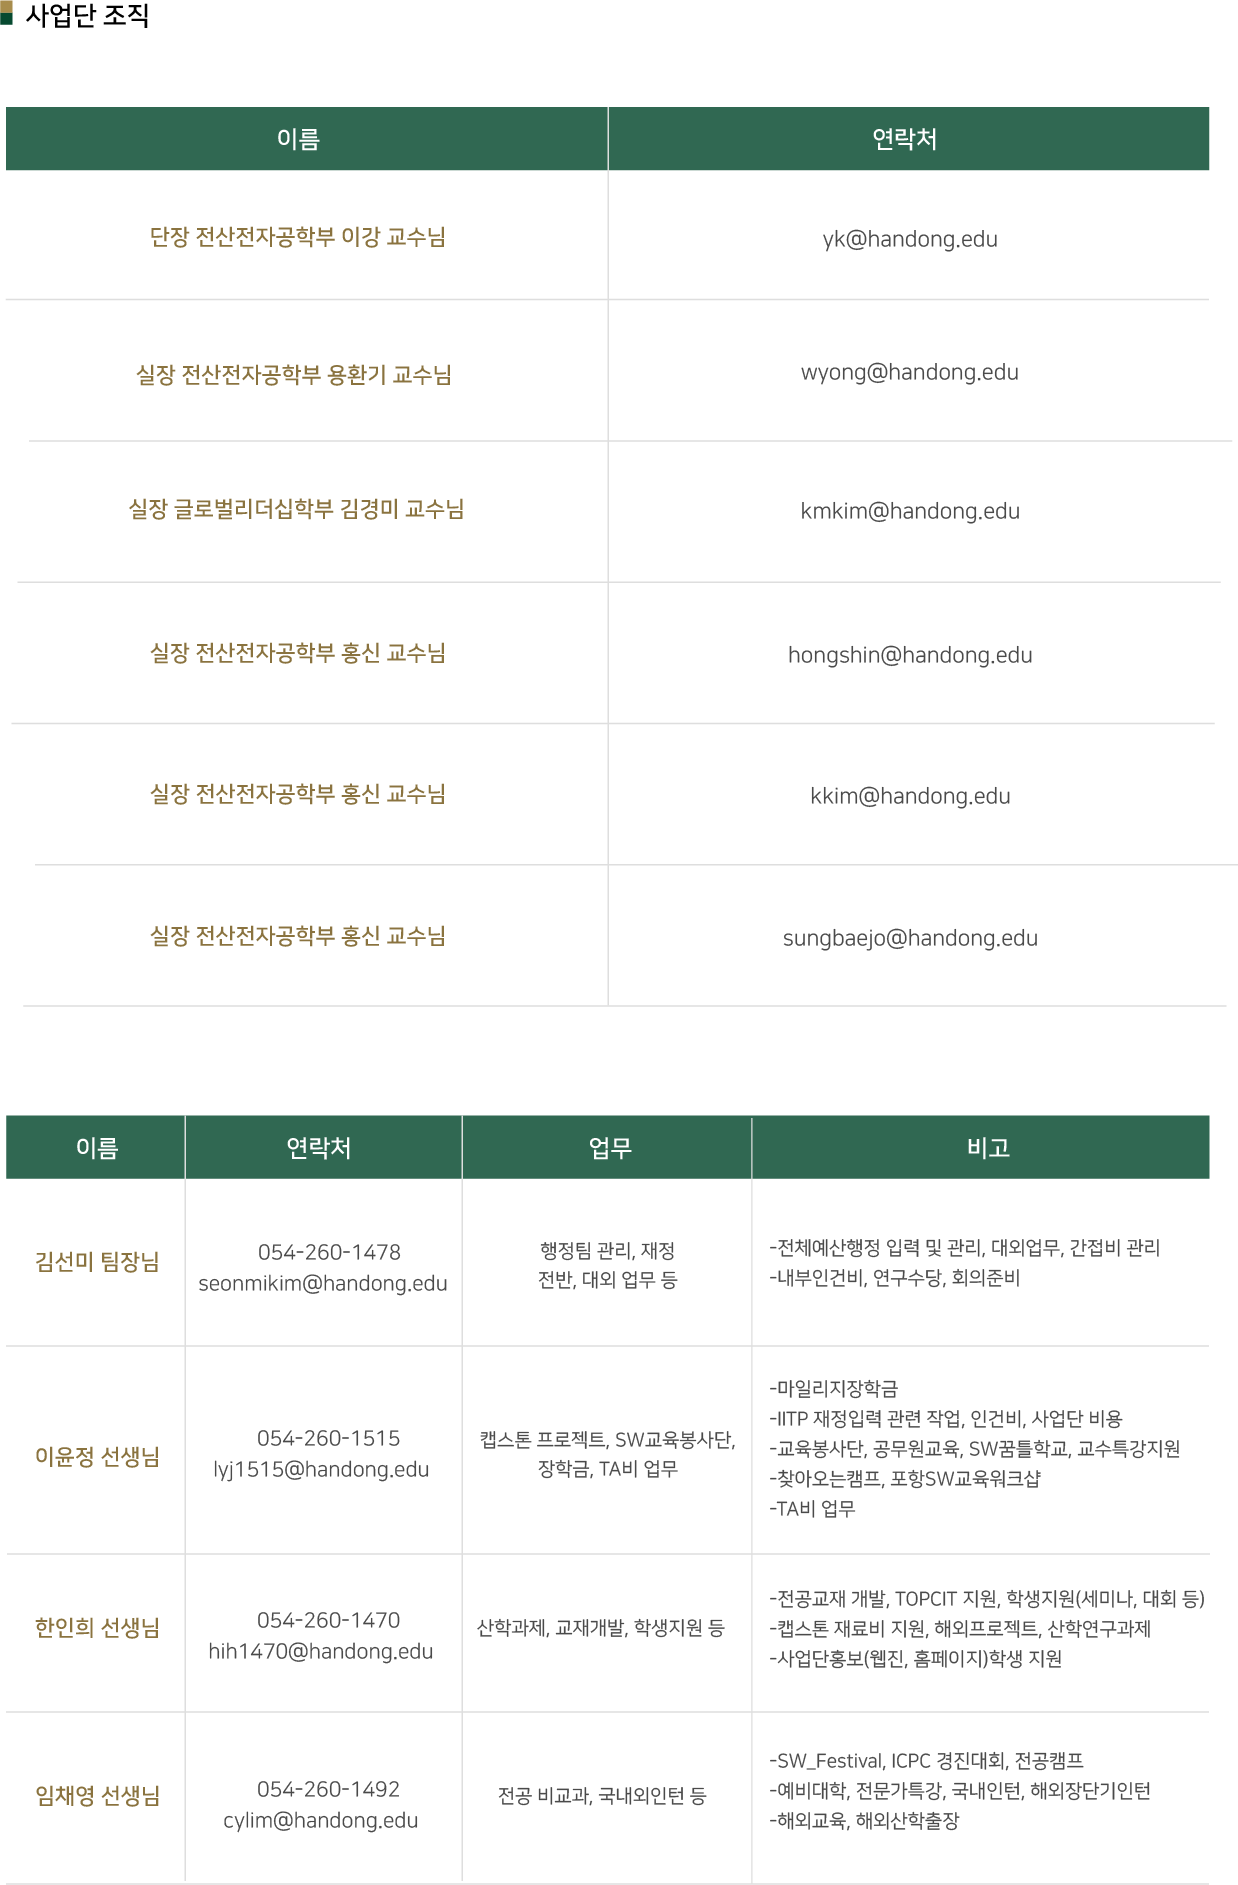 사업단 조직
이름 연락처
단장 전산전자공학부 이강 교수님 yk@handong.edu
실장 전산전자공학부 용환기 교수님 wyong@handong.edu
실장 글로벌리더십학부 김경미 교수님 kmkim@handong.edu
실장 전산전자공학부 홍신 교수님 hongshin@handong.edu
실장 전산전자공학부 홍신 교수님 kkim@handong.edu
실장 전산전자공학부 홍신 교수님 sungbaejo@handong.edu
이름 연락처 업무 비고
김선미 팀장님
054-260-1478
seonmikim@handong.edu
행정팀 관리, 재정
전반, 대외 업무 등
-전체예산행정 입력 및 관리, 대외업무, 간접비 관리
-내부인건비, 연구수당, 회의준비
이윤정 선생님
054-260-1515
lyj1515@handong.edu
캡스톤 프로젝트, SW교육봉사단,
장학금, TA비 업무
-마일리지장학금
-IITP 재정입력 관련 작업, 인건비, 사업단 비용
-교육봉사단, 공무원교육, SW꿈틀학교, 교수특강지원
-찾아오는캠프, 포항SW교육워크샵
-TA비 업무
한인희 선생님
054-260-1470
hih1470@handong.edu
산학과제, 교재개발, 학생지원 등
-전공교재 개발, TOPCIT 지원, 학생지원(세미나, 대회 등)
-캡스톤 재료비 지원, 해외프로젝트, 산학연구과제
-사업단홍보(웹진, 홈페이지)학생 지원
임채영 선생님
054-260-1492
cylim@handong.edu
전공 비교과, 국내외인턴 등
-SW_Festival, ICPC 경진대회, 전공캠프
-예비대학, 전문가특강, 국내인턴, 해외장단기인턴
-해외교육, 해외산학출장